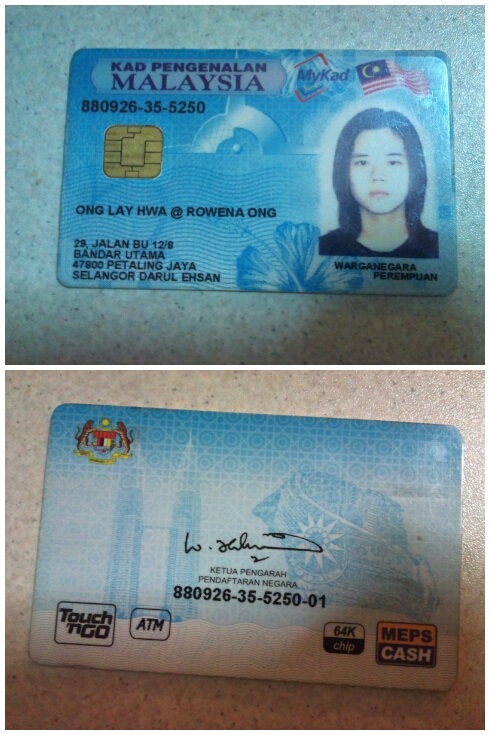 KAD PENGENALAN
MALAYSIA
MyKad
880926-35-5250
ONG LAY HWA @ ROWENA ONG
29, JALAN BU 12/8
BANDAR UTAMA
47800 PETALING JAYA
SELANGOR DARUL EHSAN
WARGANEGARA
PEREMPUAN
KETUA PENGARAH
PENDAFTARAN NEGARA
880926-35-5250-01
Touch 'nGO
ATM
64K chip
MEPS CASH